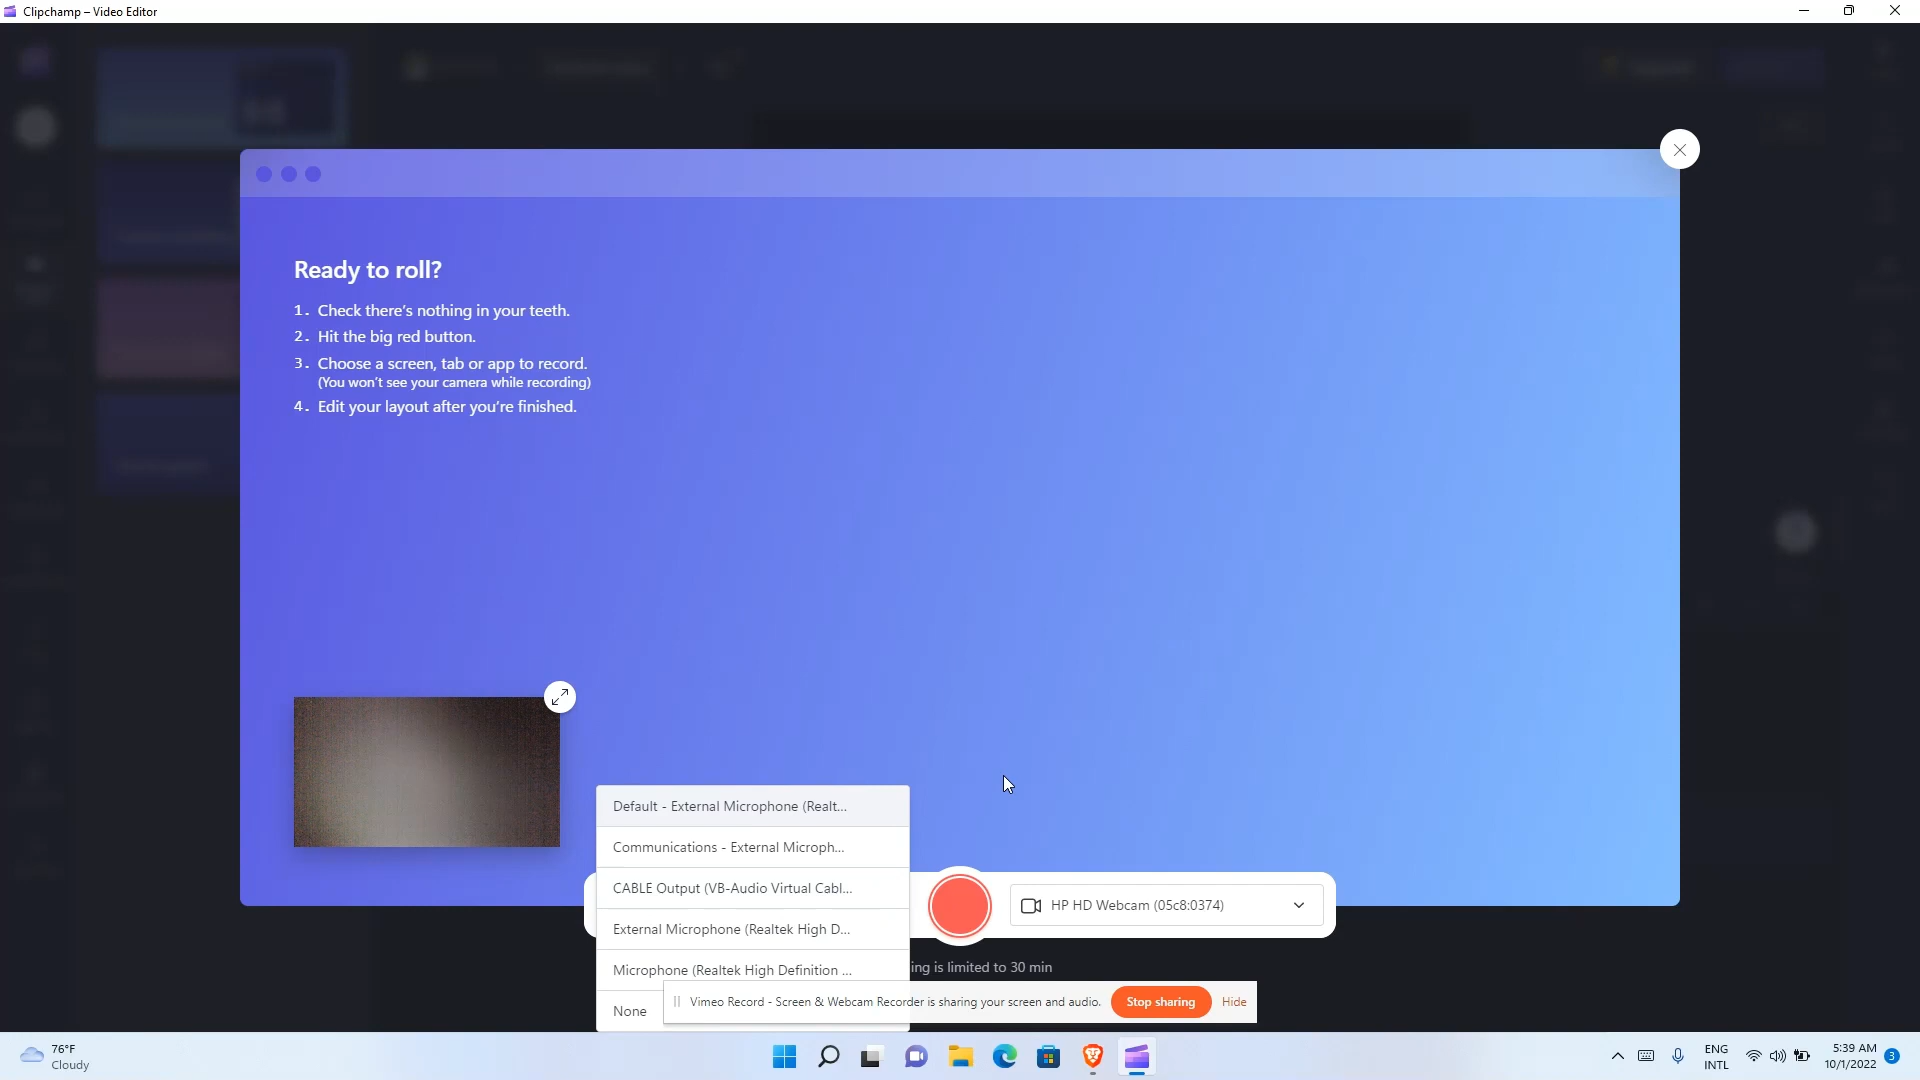 Clipchamp – Video Editor
Ready to roll?
1. Check there's nothing in your teeth.
2. Hit the big red button.
3. Choose a screen, tab or app to record.
(You won't see your camera while recording)
4. Edit your layout after you're finished.
Default - External Microphone (Realt...
Communications - External Microph...
CABLE Output (VB-Audio Virtual Cabl...
External Microphone (Realtek High D...
Microphone (Realtek High Definition ...
None
HP HD Webcam (05c8:0374)
is limited to 30 min
Vimeo Record - Screen & Webcam Recorder is sharing your screen and audio.
Stop sharing
Hide
76°F
Cloudy
ENG
INTL
5:39 AM
10/1/2022
3